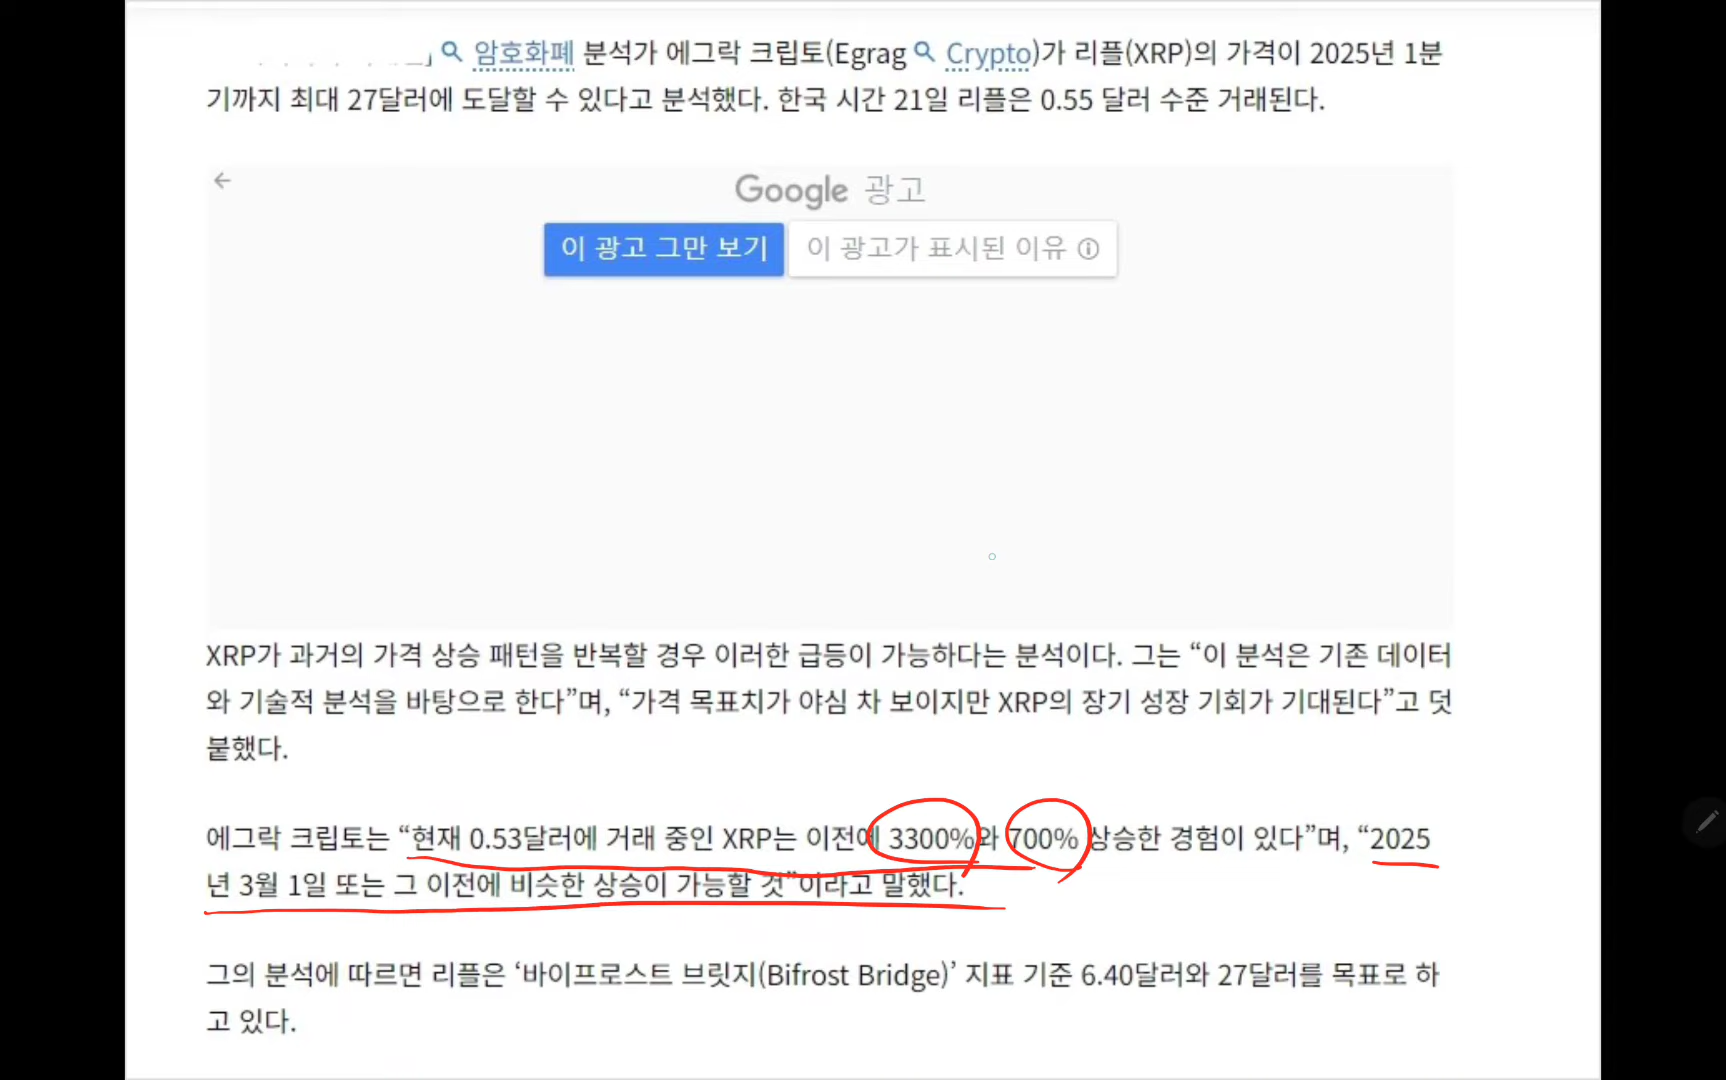 암호화폐 분석가 에그락 크립토(Egrag Crypto)가 리플(XRP)의 가격이 2025년 1분
기까지 최대 27달러에 도달할 수 있다고 분석했다. 한국 시간 21일 리플은 0.55 달러 수준 거래된다.
Google 광고
이 광고 그만 보기 이 광고가 표시된 이유
XRP가 과거의 가격 상승 패턴을 반복할 경우 이러한 급등이 가능하다는 분석이다. 그는 “이 분석은 기존 데이터
와 기술적 분석을 바탕으로 한다”며, “가격 목표치가 야심 차 보이지만 XRP의 장기 성장 기회가 기대된다”고 덧
붙했다.
에그락 크립토는 “현재 0.53달러에 거래 중인 XRP는 이전에 3300%와 700% 상승한 경험이 있다”며, “2025
년 3월 1일 또는 그 이전에 비슷한 상승이 가능할 것”이라고 말했다.
그의 분석에 따르면 리플은 ‘바이프로스트 브릿지(Bifrost Bridge)’ 지표 기준 6.40달러와 27달러를 목표로 하
고 있다.